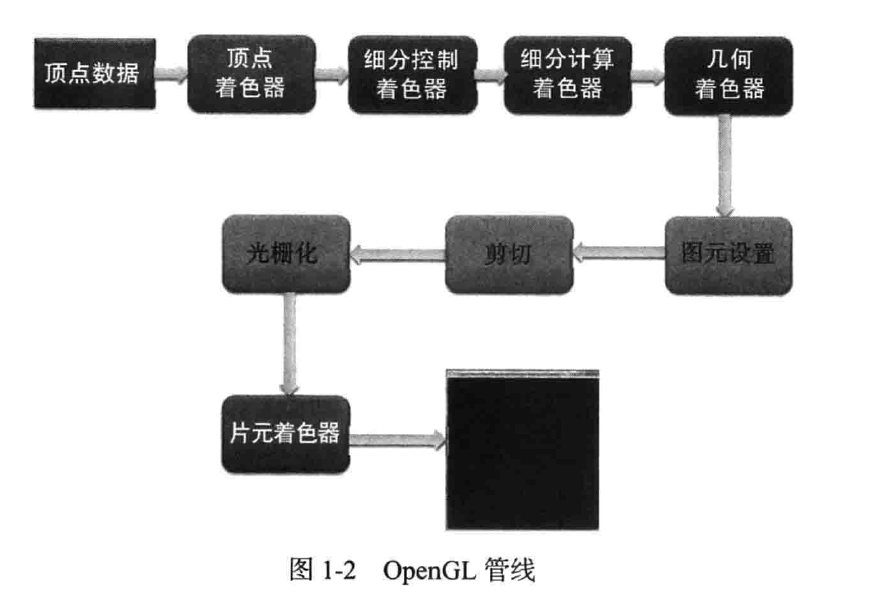 顶点数据
顶点
着色器
细分控制
着色器
细分计算
着色器
几何
着色器
图元设置
剪切
光栅化
片元着色器
图 1-2 OpenGL 管线